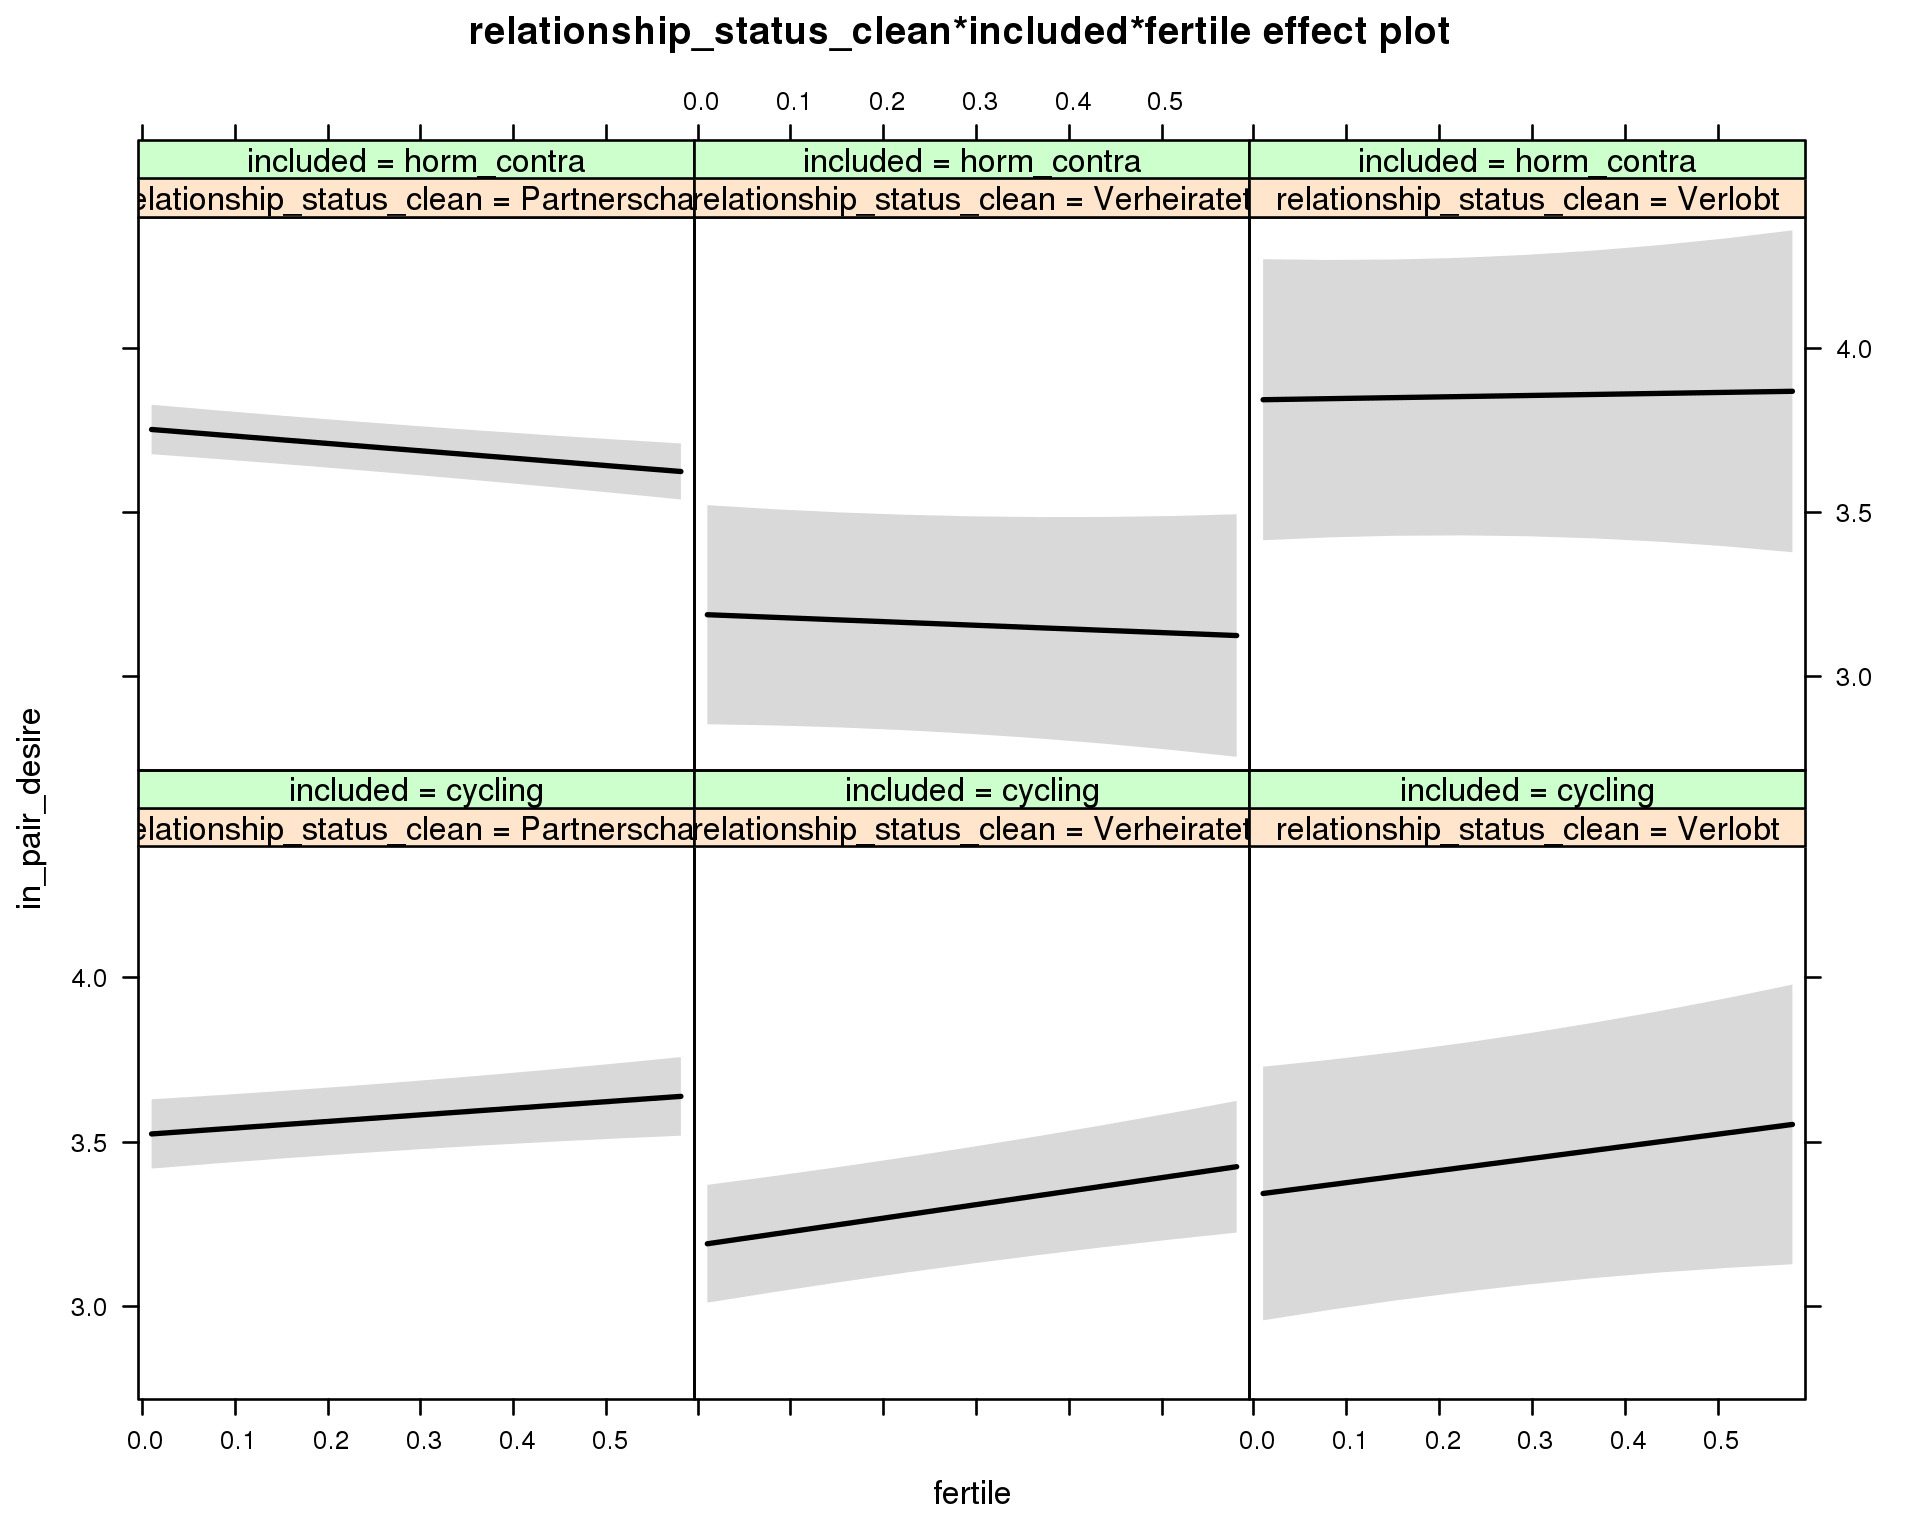 relationship_status_clean*included*fertile effect plot
0.0 0.1 0.2 0.3 0.4 0.5
included = horm_contra included = horm_contra included = horm_contra
elationship_status_clean = Partnerscha relationship_status_clean = Verheiratet relationship_status_clean = Verlobt
4.0
3.5
3.0
in_pair_desire
included = cycling included = cycling included = cycling
elationship_status_clean = Partnerscha relationship_status_clean = Verheiratet relationship_status_clean = Verlobt
4.0
3.5
3.0
0.0 0.1 0.2 0.3 0.4 0.5 0.0 0.1 0.2 0.3 0.4 0.5
fertile